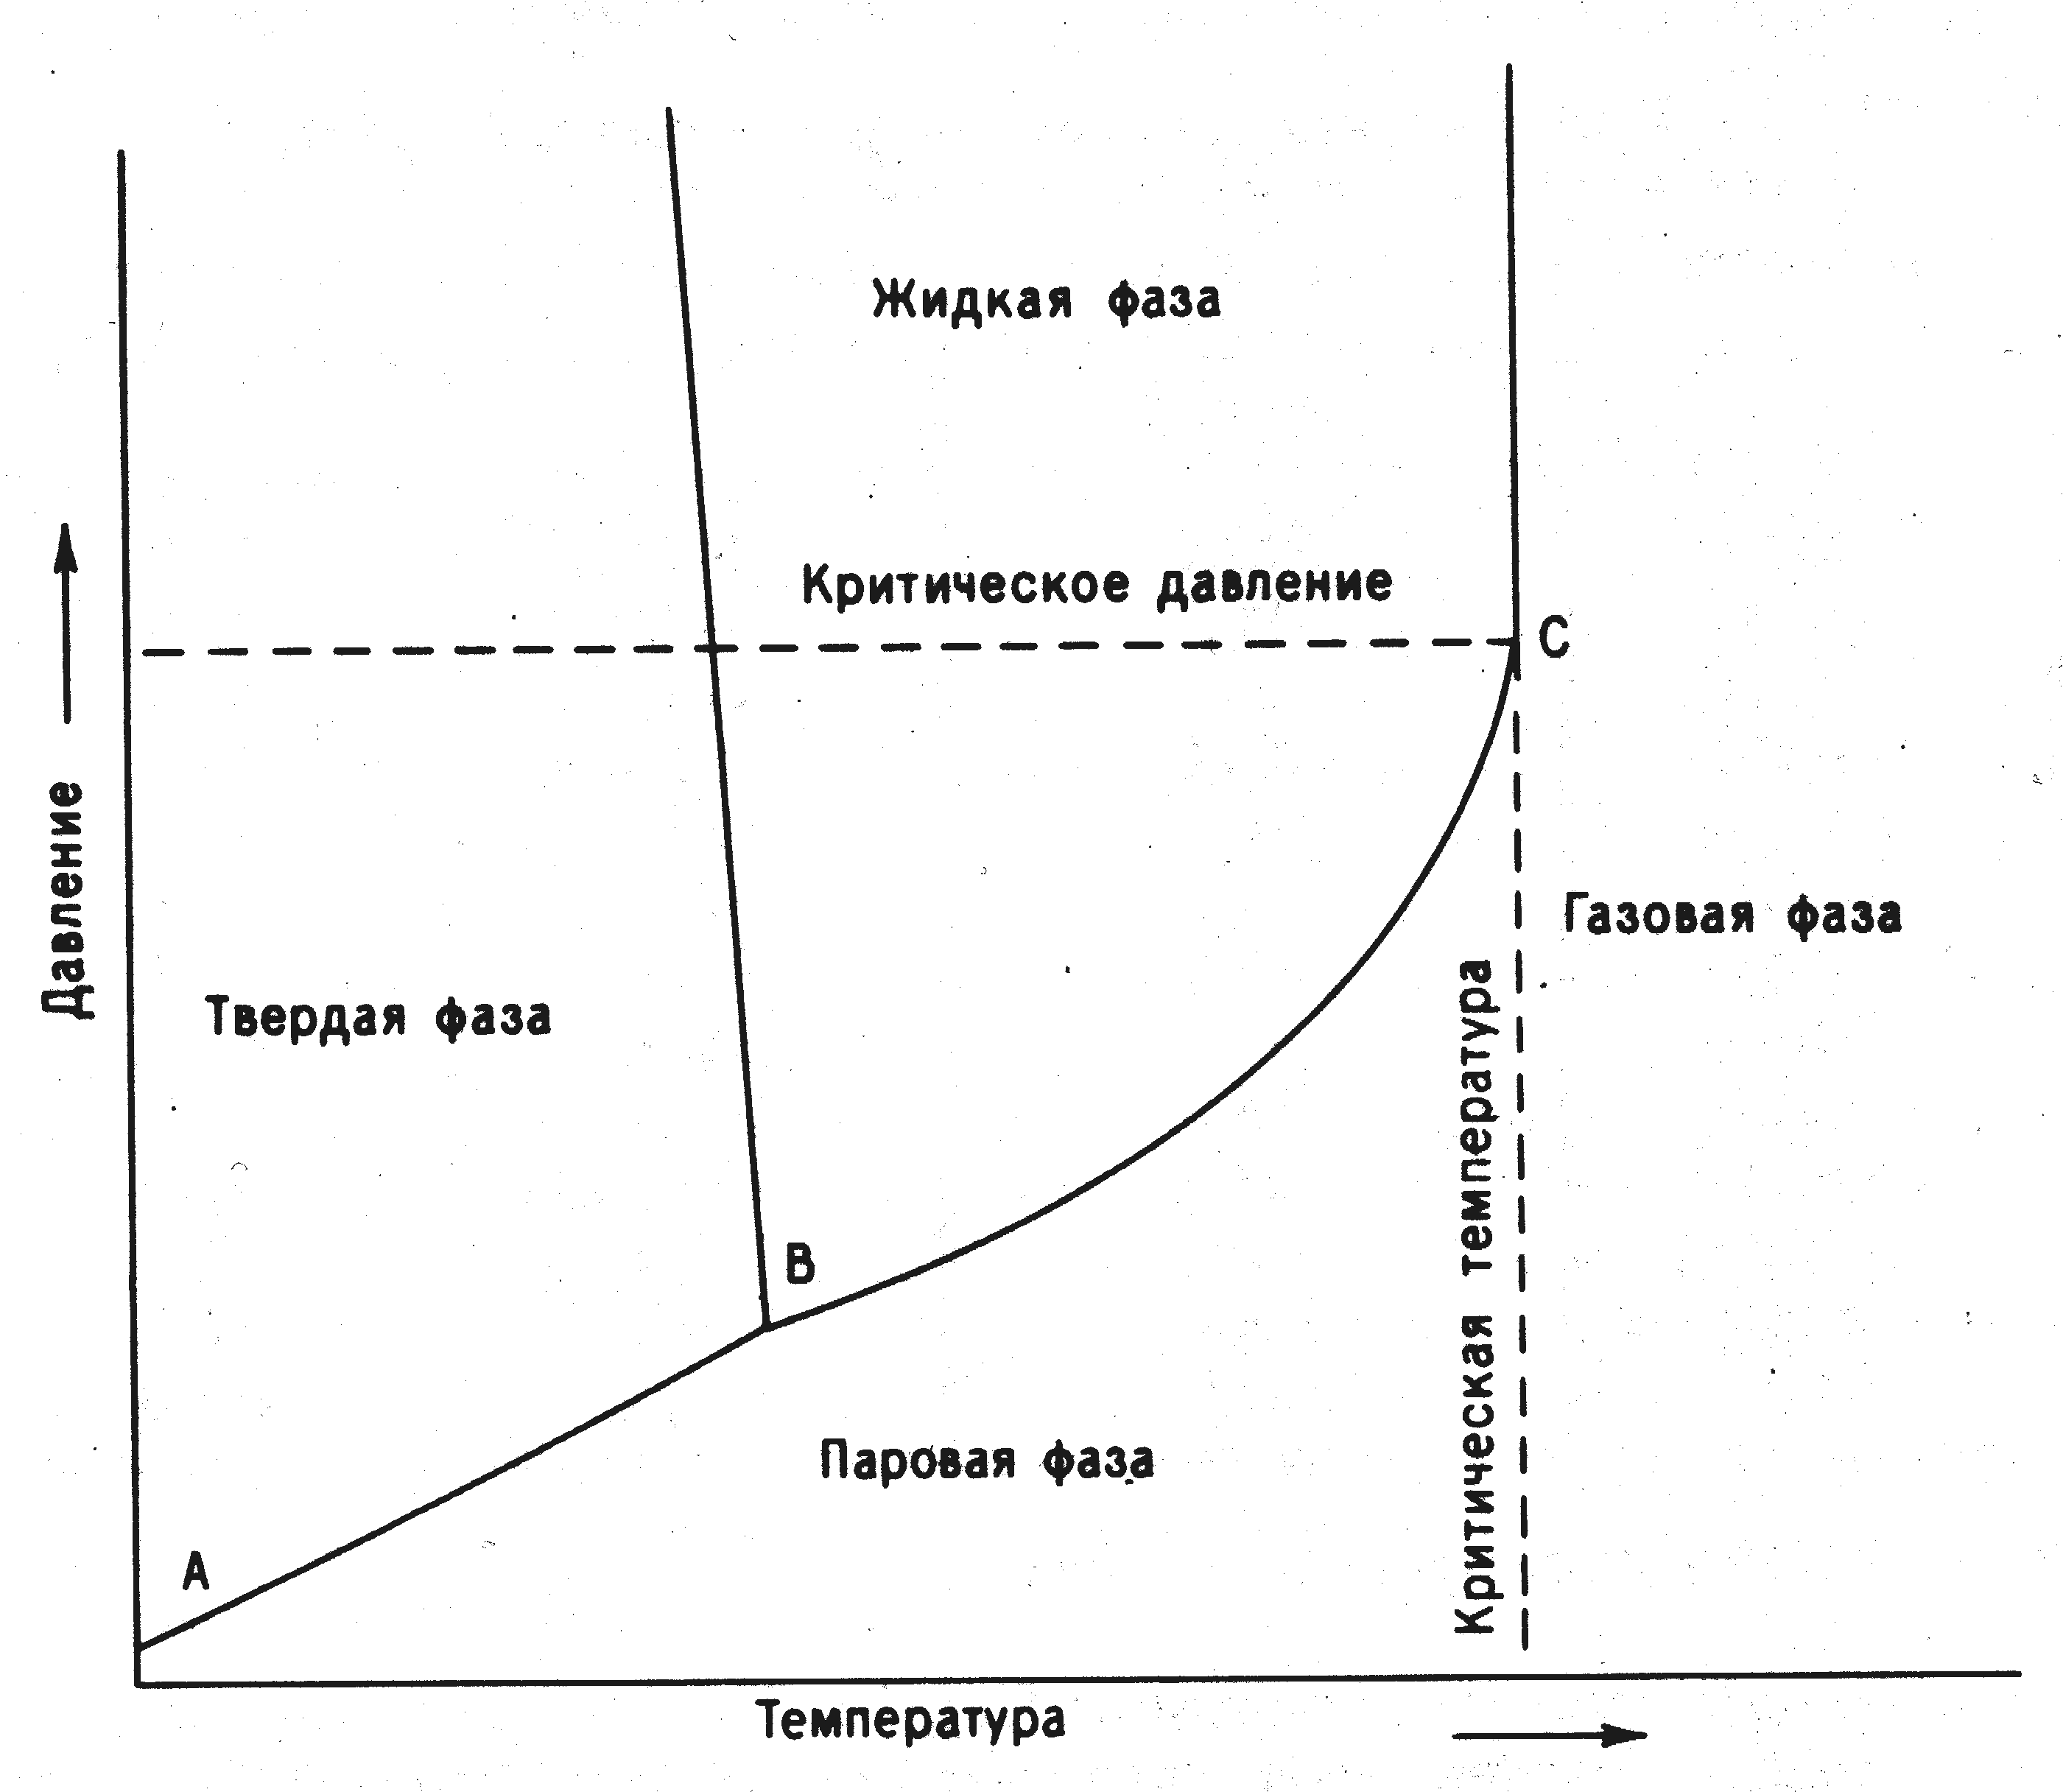 Жидкая фаза
Критическое давление
C
Давление
Твердая фаза
Газовая фаза
Критическая температура
B
Паровая фаза
A
Температура